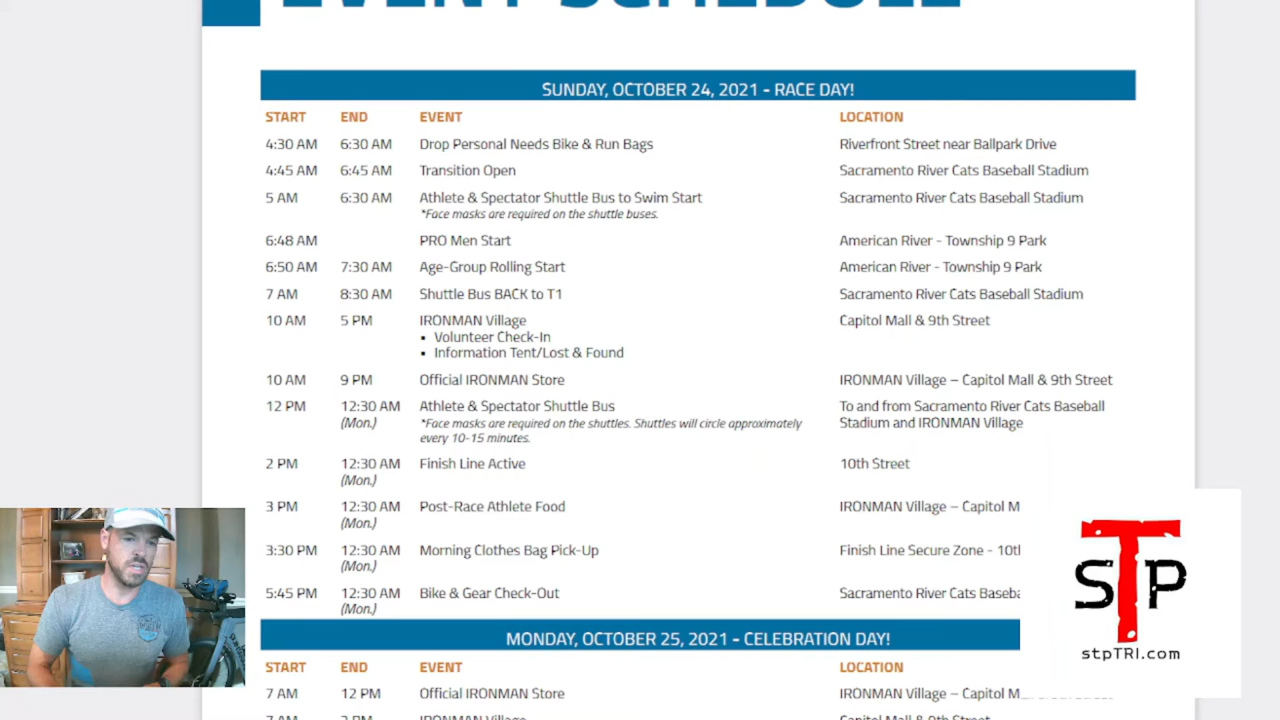 EVENT SCHEDULE
SUNDAY, OCTOBER 24, 2021 - RACE DAY!
START END EVENT LOCATION
4:30 AM 6:30 AM Drop Personal Needs Bike & Run Bags Riverfront Street near Ballpark Drive
4:45 AM 6:45 AM Transition Open Sacramento River Cats Baseball Stadium
5 AM 6:30 AM Athlete & Spectator Shuttle Bus to Swim Start Sacramento River Cats Baseball Stadium
*Face masks are required on the shuttle buses.
6:48 AM PRO Men Start American River - Township 9 Park
6:50 AM 7:30 AM Age-Group Rolling Start American River - Township 9 Park
7 AM 8:30 AM Shuttle Bus BACK to T1 Sacramento River Cats Baseball Stadium
10 AM 5 PM IRONMAN Village Capitol Mall & 9th Street
• Volunteer Check-In
• Information Tent/Lost & Found
10 AM 9 PM Official IRONMAN Store IRONMAN Village – Capitol Mall & 9th Street
12 PM 12:30 AM Athlete & Spectator Shuttle Bus To and from Sacramento River Cats Baseball
(Mon.) *Face masks are required on the shuttles. Shuttles will circle approximately Stadium and IRONMAN Village
every 10-15 minutes.
2 PM 12:30 AM Finish Line Active 10th Street
(Mon.)
3 PM 12:30 AM Post-Race Athlete Food IRONMAN Village – Capitol M
(Mon.)
3:30 PM 12:30 AM Morning Clothes Bag Pick-Up Finish Line Secure Zone - 10t
(Mon.)
5:45 PM 12:30 AM Bike & Gear Check-Out Sacramento River Cats Baseba
(Mon.)
MONDAY, OCTOBER 25, 2021 - CELEBRATION DAY!
START END EVENT LOCATION
7 AM 12 PM Official IRONMAN Store IRONMAN Village – Capitol M
7 AM IRONMAN Village Capitol Mall & 9th Street
STP
stpTRI.com